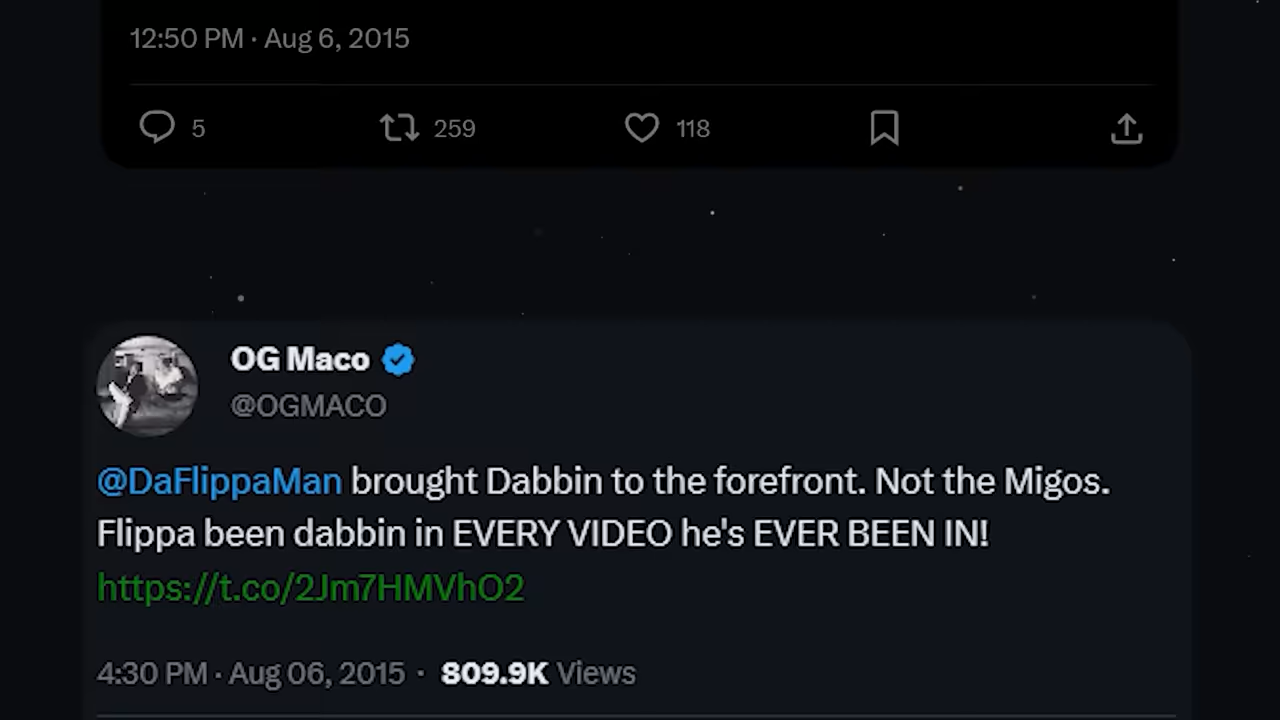 12:50 PM · Aug 6, 2015
5 259 118
OG Maco
@OGMACO
@DaFlippaMan brought Dabbin to the forefront. Not the Migos.
Flippa been dabbin in EVERY VIDEO he's EVER BEEN IN!
https://t.co/2Jm7HMVhO2
4:30 PM · Aug 06, 2015 · 809.9K Views